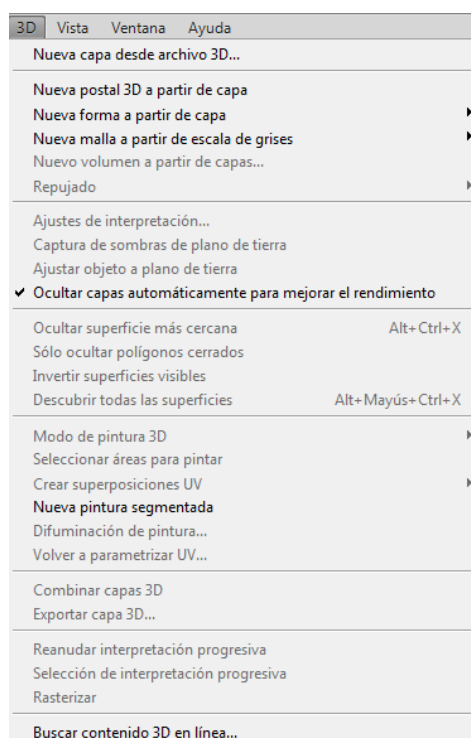 3D Vista Ventana Ayuda
Nueva capa desde archivo 3D...
Nueva postal 3D a partir de capa
Nueva forma a partir de capa
Nueva malla a partir de escala de grises
Nuevo volumen a partir de capas...
Repujado
Ajustes de interpretación...
Captura de sombras de plano de tierra
Ajustar objeto a plano de tierra
Ocultar capas automáticamente para mejorar el rendimiento
Ocultar superficie más cercana Alt+Ctrl+X
Sólo ocultar polígonos cerrados
Invertir superficies visibles
Descubrir todas las superficies Alt+Mayús+Ctrl+X
Modo de pintura 3D
Seleccionar áreas para pintar
Crear superposiciones UV
Nueva pintura segmentada
Difuminación de pintura...
Volver a parametrizar UV...
Combinar capas 3D
Exportar capa 3D...
Reanudar interpretación progresiva
Selección de interpretación progresiva
Rasterizar
Buscar contenido 3D en línea...